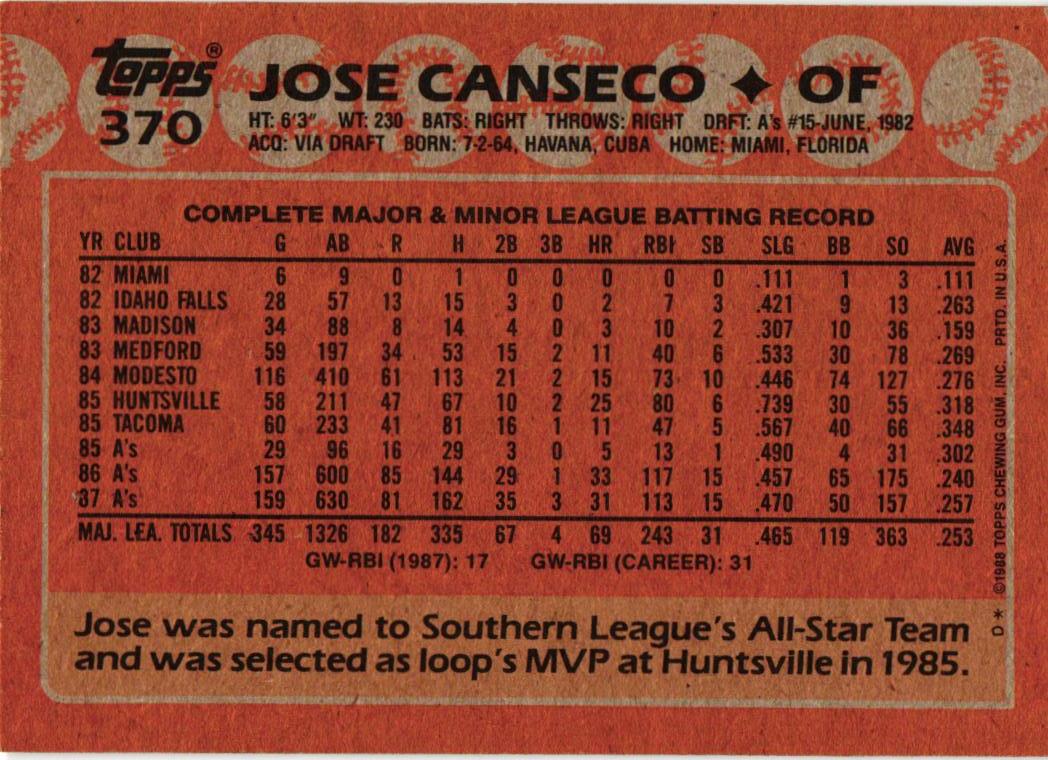 topps® JOSE CANSECO ✦ OF
370 HT: 6'3" WT: 230 BATS: RIGHT THROWS: RIGHT DRFT: A's #15-JUNE, 1982
ACQ: VIA DRAFT BORN: 7-2-64, HAVANA, CUBA HOME: MIAMI, FLORIDA
COMPLETE MAJOR & MINOR LEAGUE BATTING RECORD
YR CLUB G AB R H 2B 3B HR RBI SB SLG BB SO AVG
82 MIAMI 6 9 0 1 0 0 0 0 0 .111 1 3 .111
82 IDAHO FALLS 28 57 13 15 3 0 2 7 3 .421 9 13 .263
83 MADISON 34 88 8 14 4 0 3 10 2 .307 10 36 .159
83 MEDFORD 59 197 34 53 15 2 11 40 6 .533 30 78 .269
84 MODESTO 116 410 61 113 21 2 15 73 10 .446 74 127 .276
85 HUNTSVILLE 58 211 47 67 10 2 25 80 6 .739 30 55 .318
85 TACOMA 60 233 41 81 16 1 11 47 5 .567 40 66 .348
85 A's 29 96 16 29 3 0 5 13 1 .490 4 31 .302
86 A's 157 600 85 144 29 1 33 117 15 .457 65 175 .240
87 A's 159 630 81 162 35 3 31 113 15 .470 50 157 .257
MAJ. LEA. TOTALS 345 1326 182 335 67 4 69 243 31 .465 119 363 .253
GW-RBI (1987): 17 GW-RBI (CAREER): 31
Jose was named to Southern League's All-Star Team
and was selected as loop's MVP at Huntsville in 1985.
D * ©1988 TOPPS CHEWING GUM, INC. PRTD. IN U.S.A.